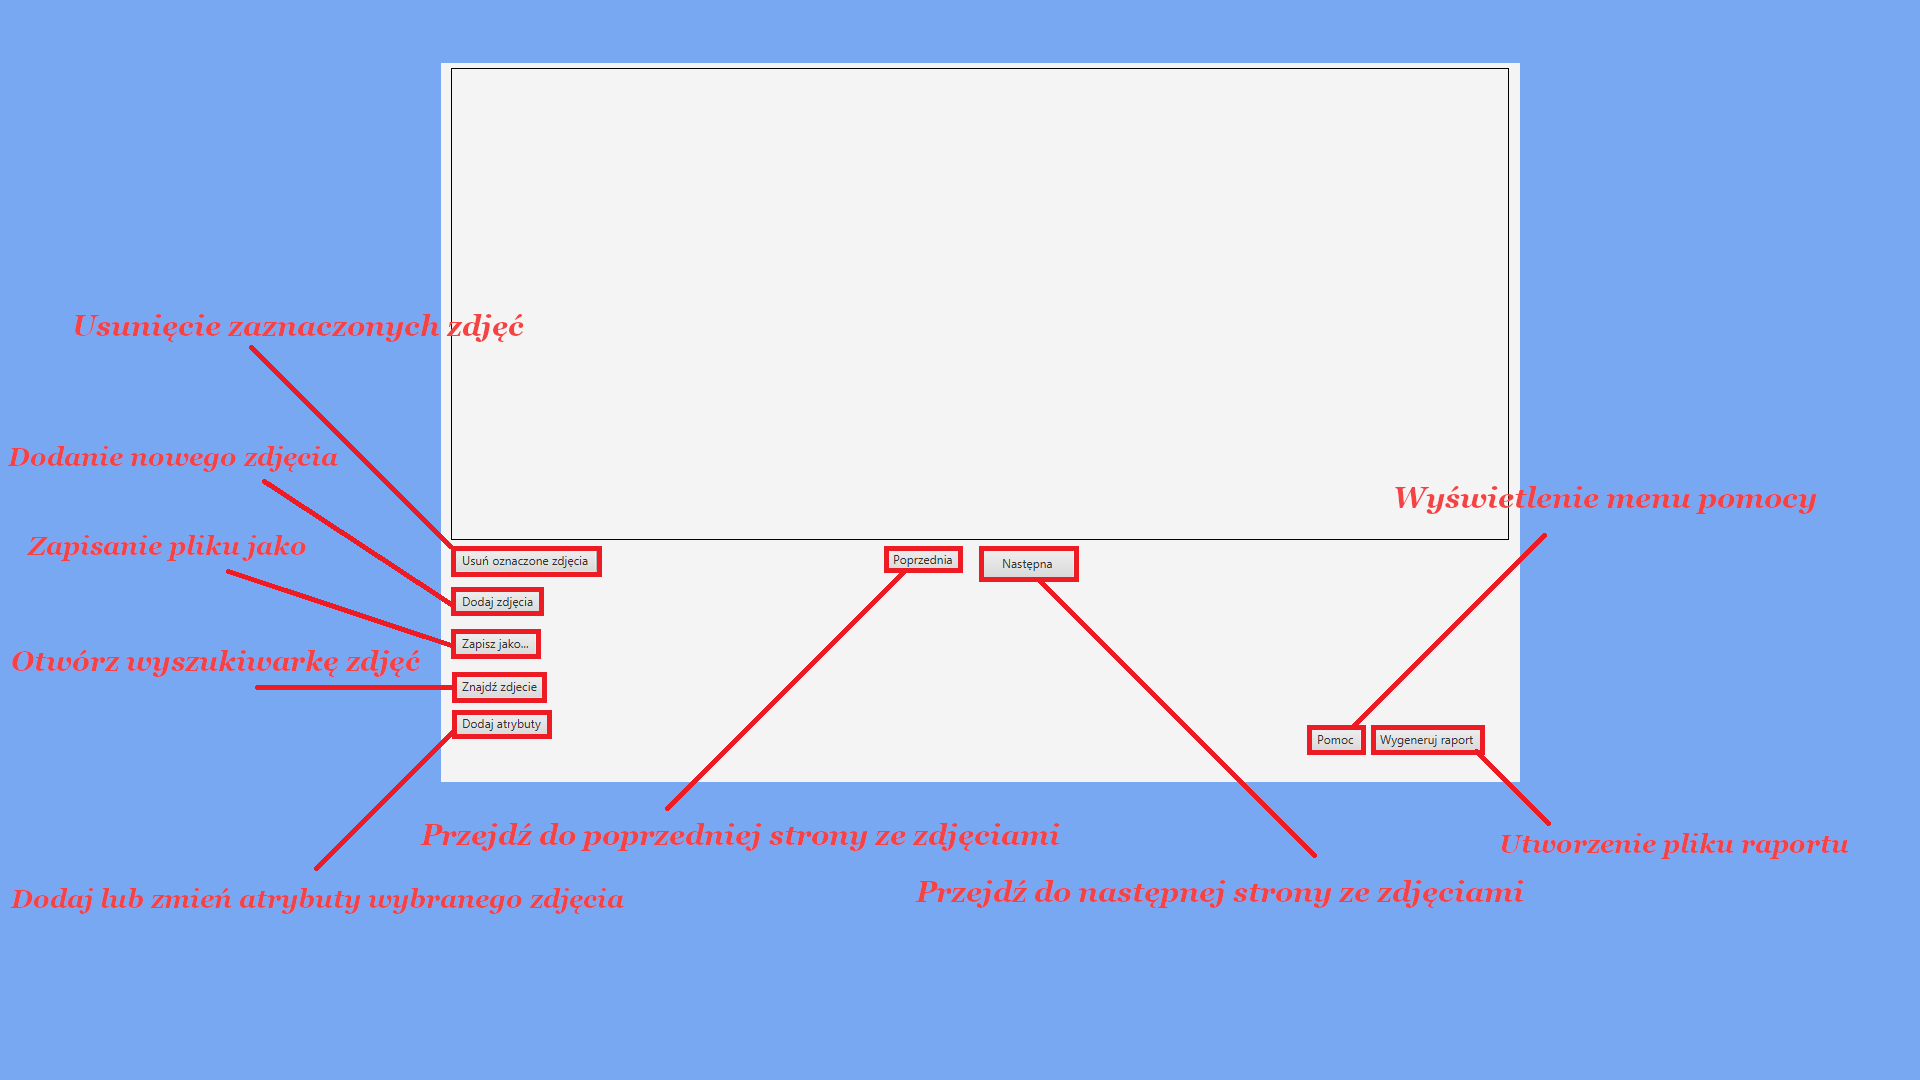 Usunięcie zaznaczonych zdjęć
Dodanie nowego zdjęcia
Wyświetlenie menu pomocy
Zapisanie pliku jako
Usuń oznaczone zdjęcia
Poprzednia
Następna
Dodaj zdjęcia
Zapisz jako...
Otwórz wyszukiwarkę zdjęć
Znajdź zdjecie
Dodaj atrybuty
Pomoc
Wygeneruj raport
Przejdź do poprzedniej strony ze zdjęciami
Utworzenie pliku raportu
Przejdź do następnej strony ze zdjęciami
Dodaj lub zmień atrybuty wybranego zdjęcia